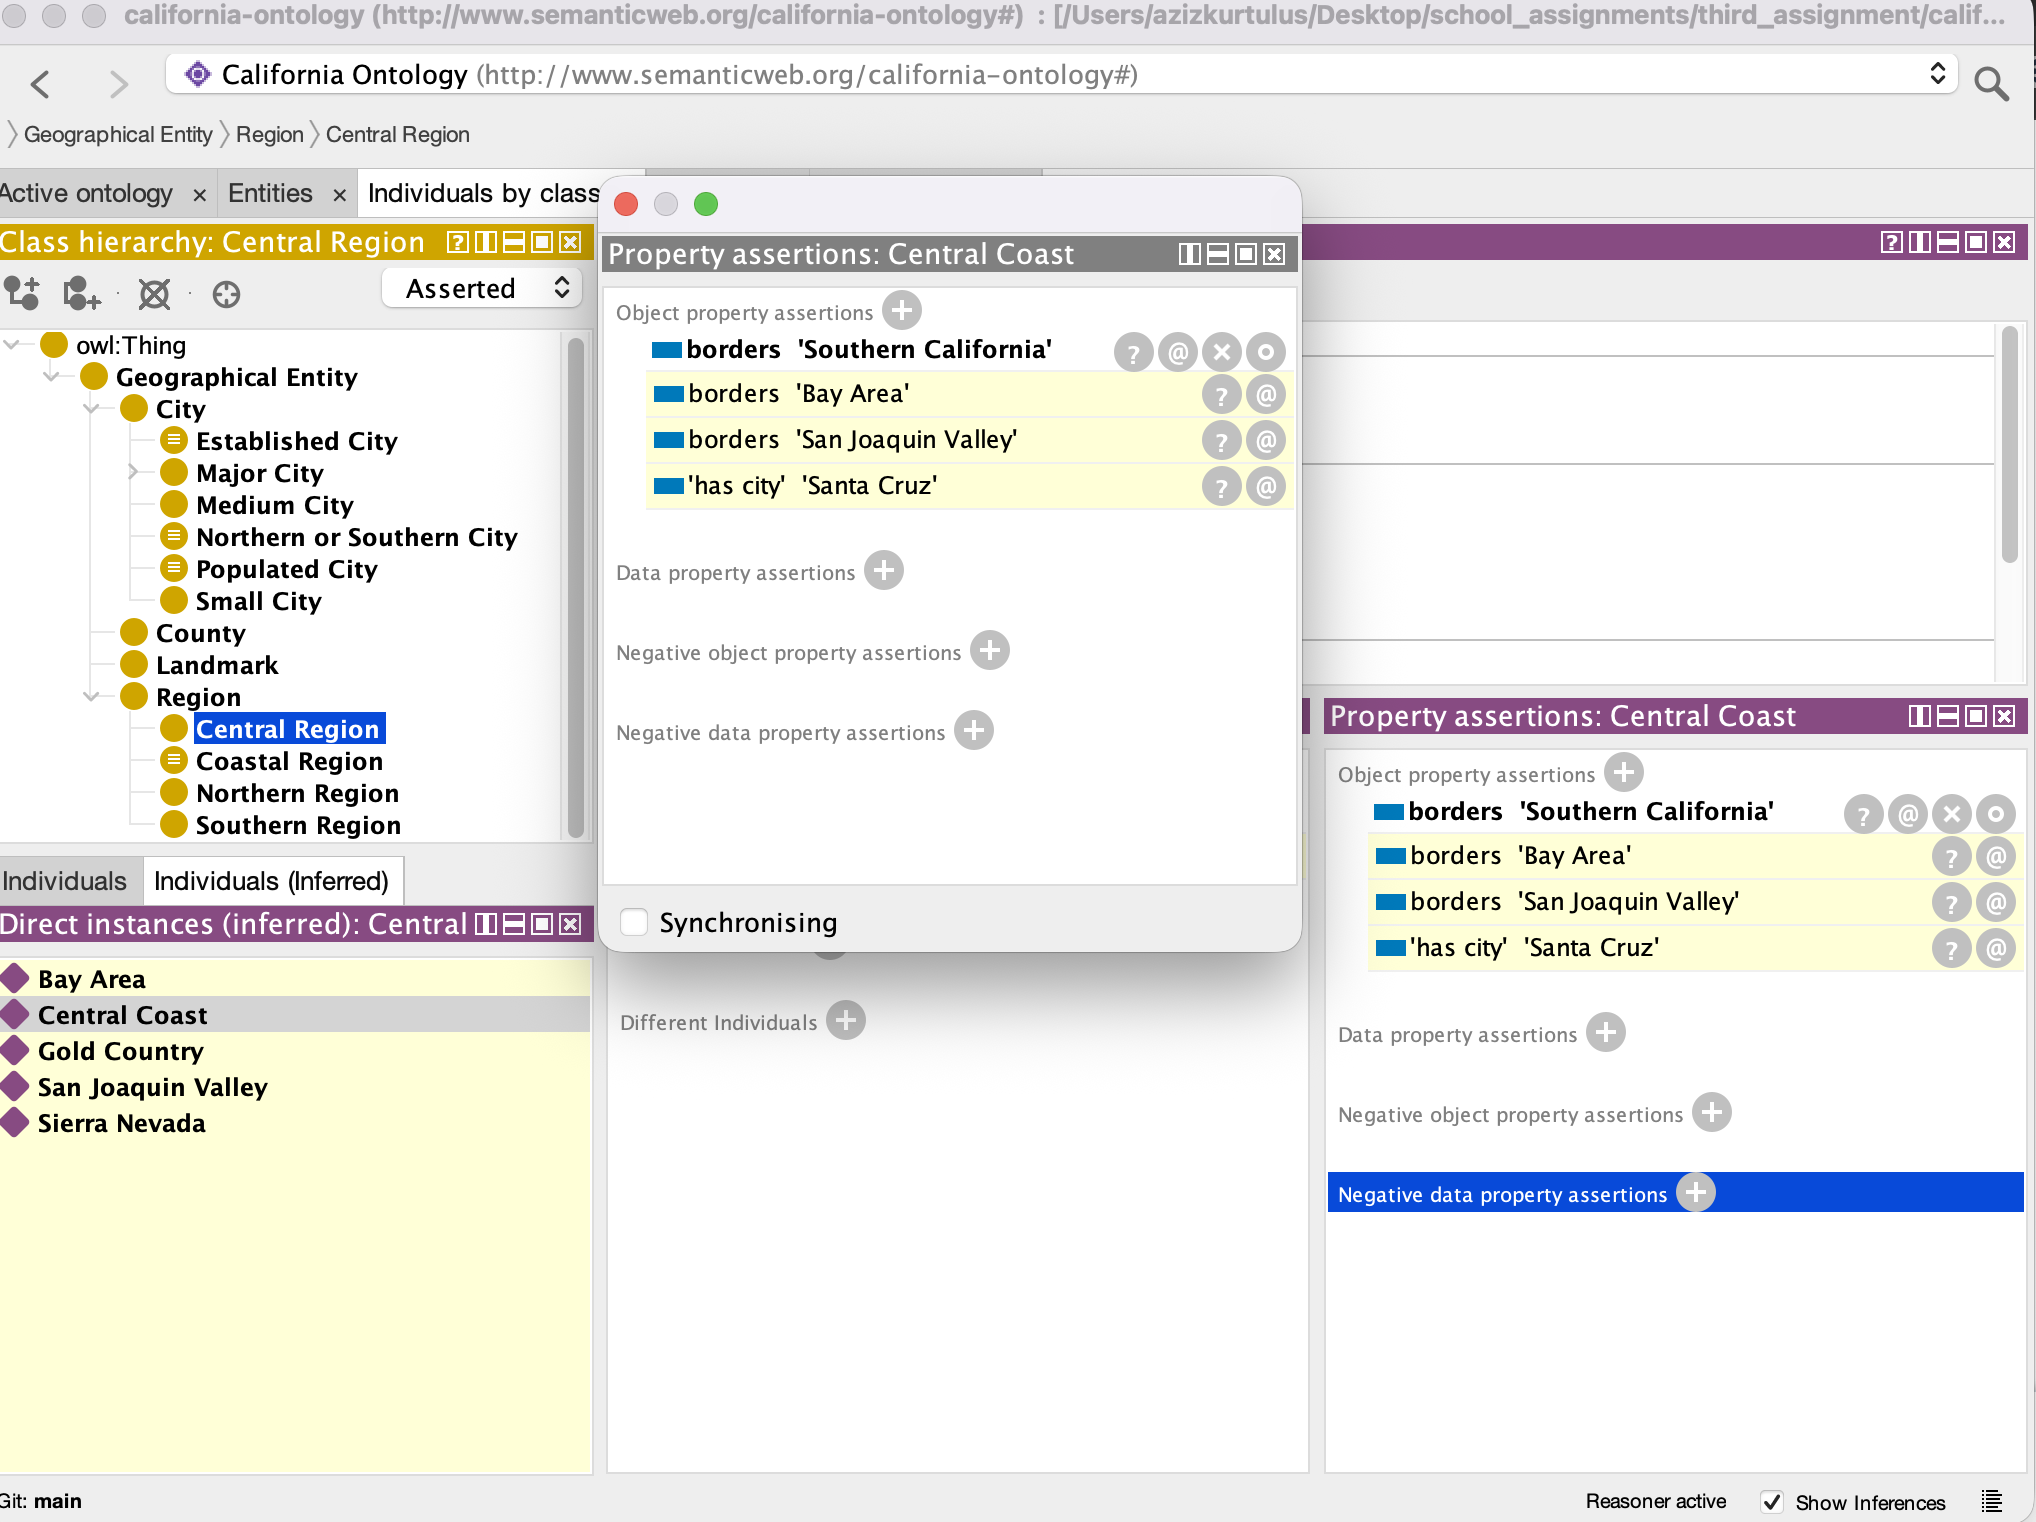 california-ontology (http://www.semanticweb.org/california-ontology#) : [/Users/azizkurtulus/Desktop/school_assignments/third_assignment/calif...
California Ontology (http://www.semanticweb.org/california-ontology#)
Geographical Entity Region Central Region
Active ontology × Entities × Individuals by class
Class hierarchy: Central Region
Asserted
owl:Thing
Geographical Entity
City
Established City
Major City
Medium City
Northern or Southern City
Populated City
Small City
County
Landmark
Region
Central Region
Coastal Region
Northern Region
Southern Region
Individuals Individuals (Inferred)
Direct instances (inferred): Central
Bay Area
Central Coast
Gold Country
San Joaquin Valley
Sierra Nevada
Property assertions: Central Coast
Object property assertions
borders 'Southern California'
borders 'Bay Area'
borders 'San Joaquin Valley'
'has city' 'Santa Cruz'
Data property assertions
Negative object property assertions
Negative data property assertions
Synchronising
Different Individuals
Property assertions: Central Coast
Object property assertions
borders 'Southern California'
borders 'Bay Area'
borders 'San Joaquin Valley'
'has city' 'Santa Cruz'
Data property assertions
Negative object property assertions
Negative data property assertions
Git: main
Reasoner active Show Inferences